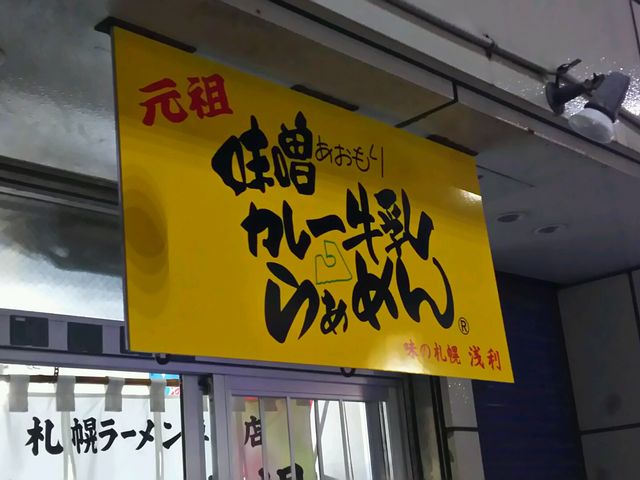 元祖
味噌 あおもり
カレー牛乳
らぁめん
®
味の札幌 浅利
札幌ラーメン
店